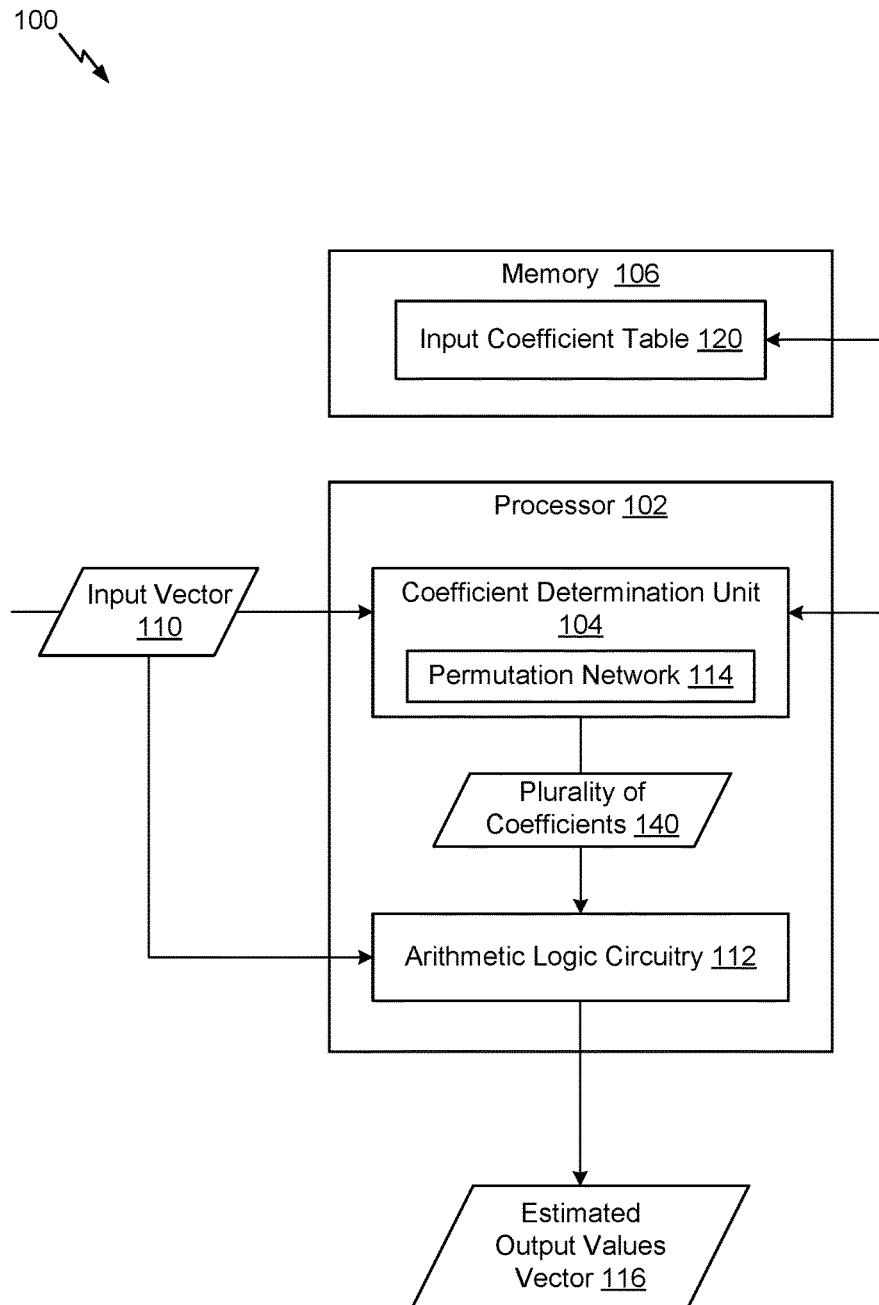 100
Memory 106
Input Coefficient Table 120
Processor 102
Input Vector
110
Coefficient Determination Unit
104
Permutation Network 114
Plurality of
Coefficients 140
Arithmetic Logic Circuitry 112
Estimated
Output Values
Vector 116